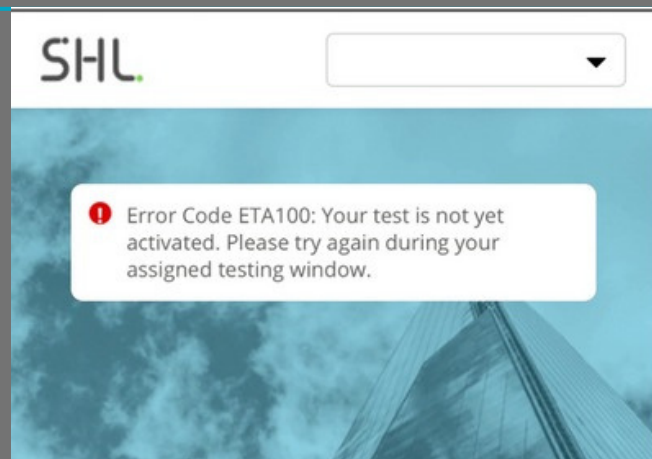 SHL.
Error Code ETA100: Your test is not yet
activated. Please try again during your
assigned testing window.